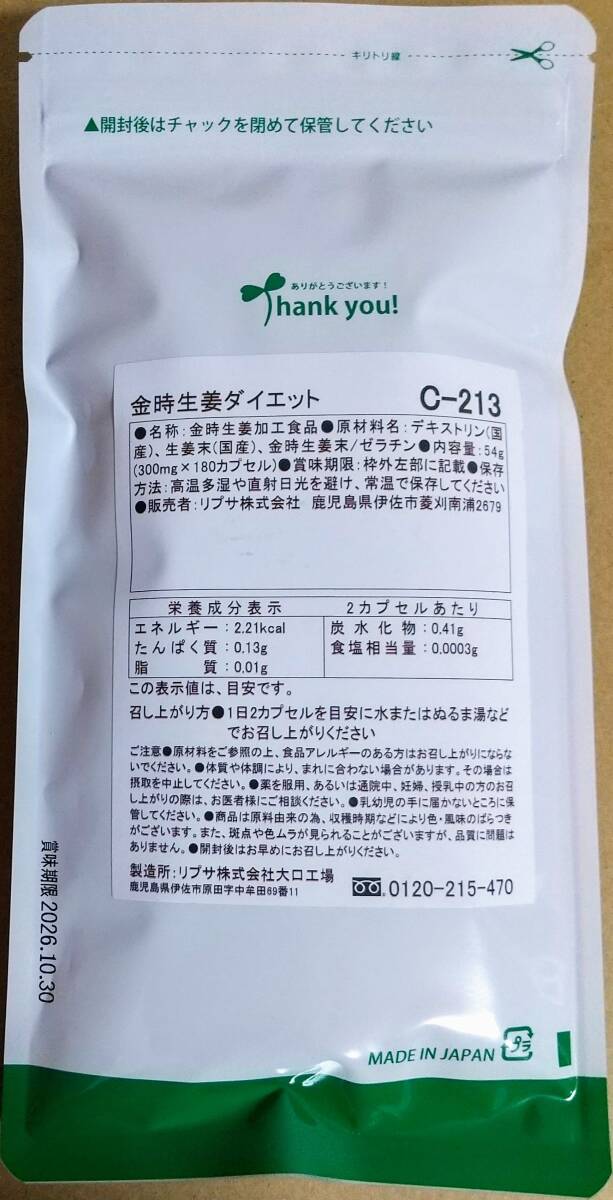 キリトリ線
▲開封後はチャックを閉めて保管してください
ありがとうございます!
Thank you!
金時生姜ダイエット C-213
●名称:金時生姜加工食品●原材料名:デキストリン(国
産)、生姜末(国産)、金時生姜末/ゼラチン●内容量:54g
(300mg×180カプセル)●賞味期限:枠外左部に記載●保存
方法:高温多湿や直射日光を避け、常温で保存してください
●販売者:リプサ株式会社 鹿児島県伊佐市菱刈南浦2679
栄養成分表示 2カプセルあたり
エネルギー:2.21kcal 炭水化物:0.41g
たんぱく質:0.13g 食塩相当量:0.0003g
脂質:0.01g
この表示値は、目安です。
召し上がり方●1日2カプセルを目安に水またはぬるま湯など
でお召し上がりください
ご注意●原材料をご参照の上、食品アレルギーのある方はお召し上がりにならな
いでください。●体質や体調により、まれに合わない場合があります。その場合は
摂取を中止してください。●薬を服用、あるいは通院中、妊婦、授乳中の方のお召
し上がりの際は、お医者様にご相談ください。●乳幼児の手に届かないところに保
管してください。●商品は原料由来の為、収穫時期などにより色・風味のばらつき
がございます。また、斑点や色ムラが見られることがございますが、品質に問題は
ありません。●開封後はお早めにお召し上がりください。
製造所:リプサ株式会社大口工場
鹿児島県伊佐市原田字中牟田69番11 0120-215-470
賞味期限 2026.10.30
MADE IN JAPAN プラ